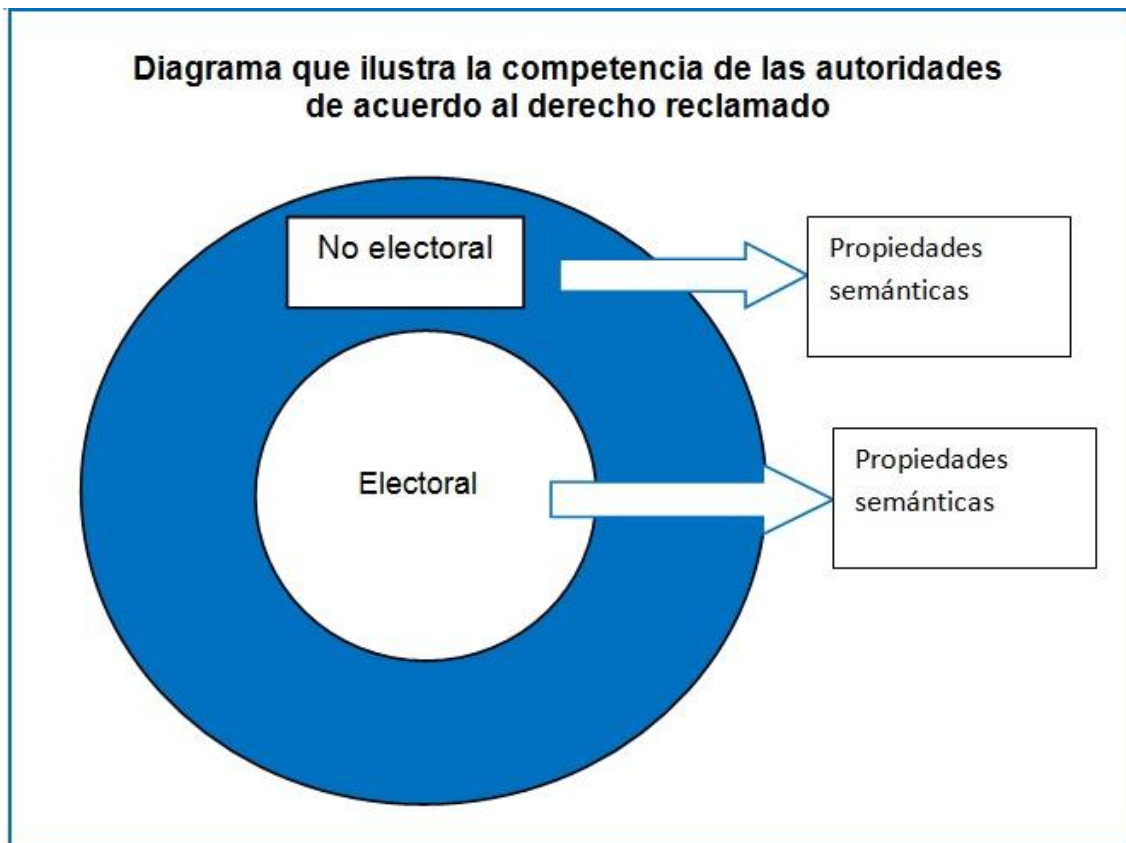 Diagrama que ilustra la competencia de las autoridades
de acuerdo al derecho reclamado
No electoral
Propiedades
semánticas
Electoral
Propiedades
semánticas